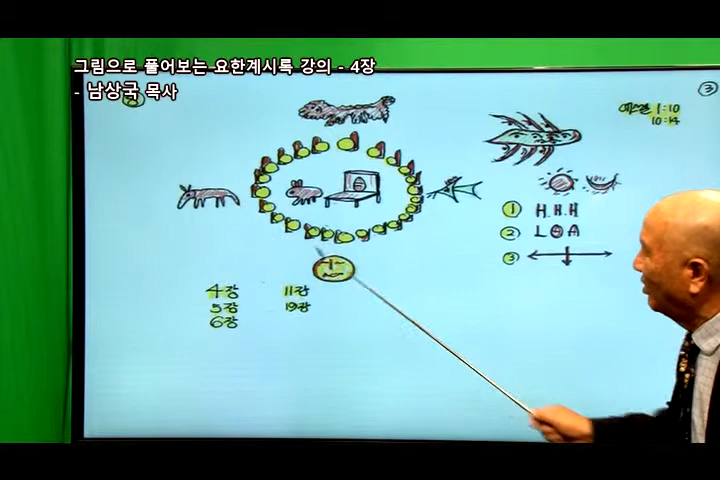 그림으로 풀어보는 요한계시록 강의 - 4장
- 남상국 목사
③
에스겔 1:10
10:14
① H. H. H
② L A
③
4장 11장
5장 19장
6장